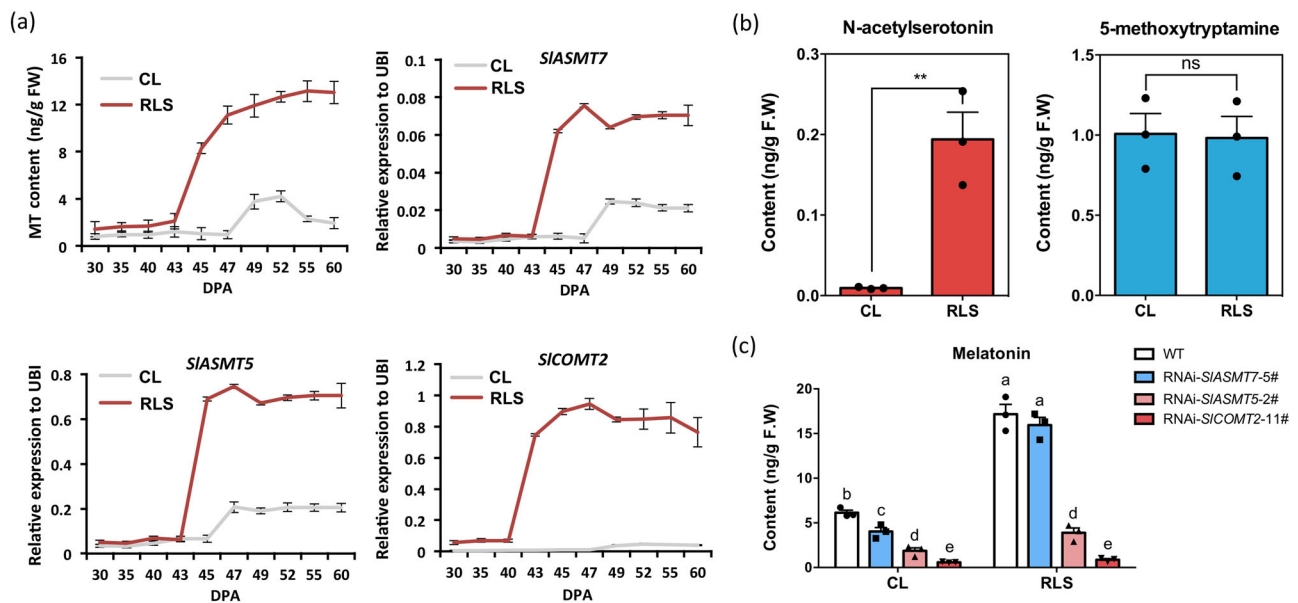 (a)
MT content (ng/g FW)
16
12
8
4
0
CL
RLS
30 35 40 43 45 47 49 52 55 60
DPA
SlASMT7
Relative expression to UBI
0.1
0.08
0.06
0.04
0.02
0
CL
RLS
30 35 40 43 45 47 49 52 55 60
DPA
SlASMT5
Relative expression to UBI
0.8
0.6
0.4
0.2
0
CL
RLS
30 35 40 43 45 47 49 52 55 60
DPA
SlCOMT2
Relative expression to UBI
1.2
1
0.8
0.6
0.4
0.2
0
CL
RLS
30 35 40 43 45 47 49 52 55 60
DPA
(b)
N-acetylserotonin
Content (ng/g F.W)
0.3
0.2
0.1
0.0
**
CL RLS
5-methoxytryptamine
Content (ng/g F.W)
1.5
1.0
0.5
0.0
ns
CL RLS
(c)
Melatonin
Content (ng/g F.W)
20
15
10
5
0
b c d e a a d e
CL RLS
WT
RNAi-SlASMT7-5#
RNAi-SlASMT5-2#
RNAi-SlCOMT2-11#